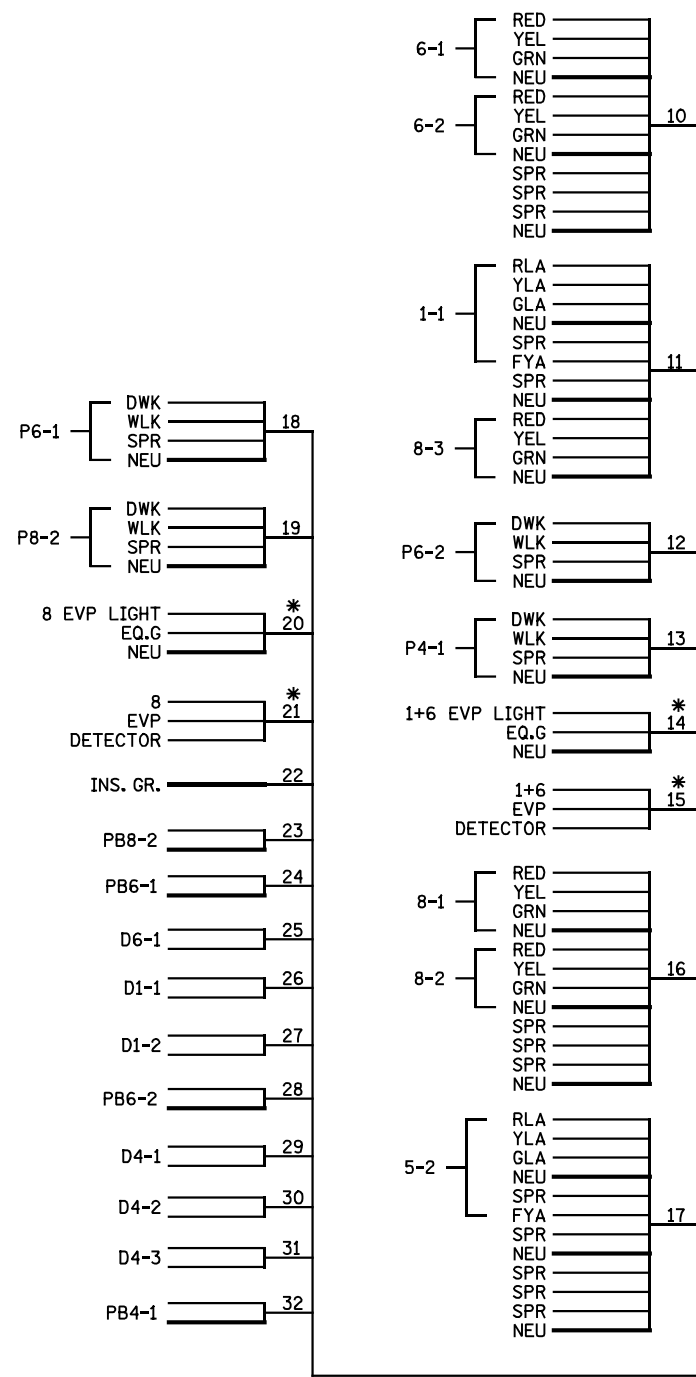 6-1
RED
YEL
GRN
NEU
6-2
RED
YEL
GRN
NEU
SPR
SPR
SPR
NEU
10
1-1
RLA
YLA
GLA
NEU
SPR
FYA
SPR
NEU
8-3
RED
YEL
GRN
NEU
11
P6-2
DWK
WLK
SPR
NEU
12
P4-1
DWK
WLK
SPR
NEU
13
1+6 EVP LIGHT
EQ.G
NEU
*
14
1+6
EVP
DETECTOR
*
15
8-1
RED
YEL
GRN
NEU
8-2
RED
YEL
GRN
NEU
SPR
SPR
SPR
NEU
16
5-2
RLA
YLA
GLA
NEU
SPR
FYA
SPR
NEU
SPR
SPR
SPR
NEU
17
P6-1
DWK
WLK
SPR
NEU
18
P8-2
DWK
WLK
SPR
NEU
19
8 EVP LIGHT
EQ.G
NEU
*
20
8
EVP
DETECTOR
*
21
INS. GR. 22
PB8-2 23
PB6-1 24
D6-1 25
D1-1 26
D1-2 27
PB6-2 28
D4-1 29
D4-2 30
D4-3 31
PB4-1 32